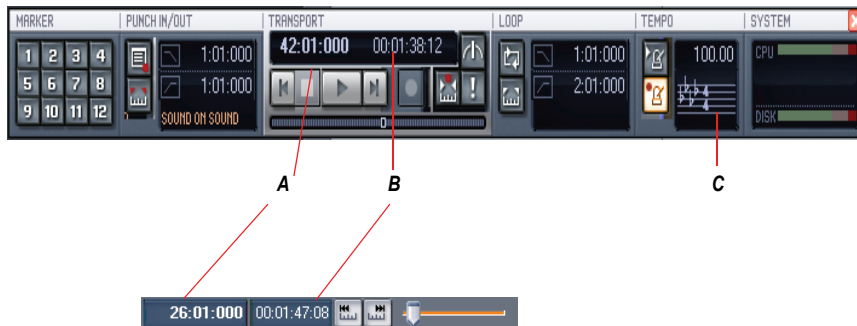 MARKER PUNCH IN/OUT TRANSPORT LOOP TEMPO SYSTEM
1 2 3 4 1:01:000 42:01:000 00:01:38:12 1:01:000 100.00 CPU
5 6 7 8 1:01:000 2:01:000 4
9 10 11 12 SOUND ON SOUND 4 DISK
A B C
26:01:000 00:01:47:08